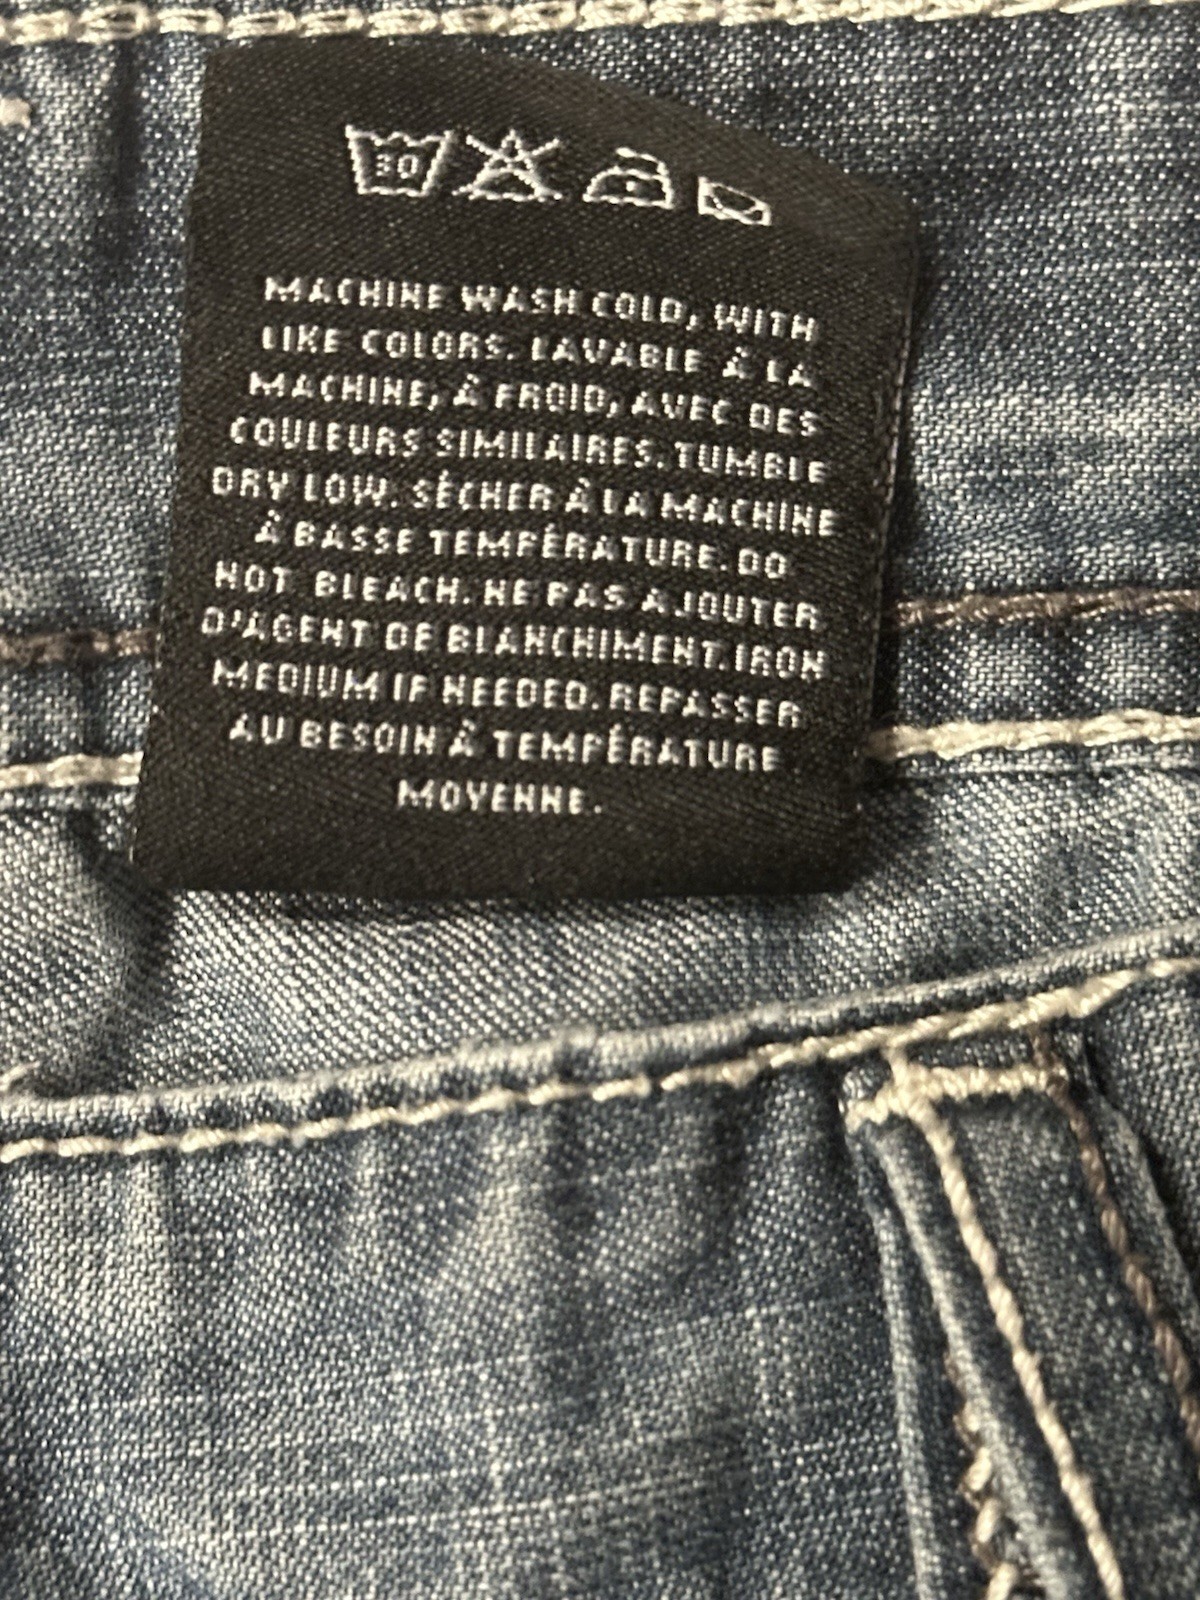 30
MACHINE WASH COLD, WITH
LIKE COLORS. LAVABLE À LA
MACHINE, À FROID, AVEC DES
COULEURS SIMILAIRES. TUMBLE
DRY LOW. SÉCHER À LA MACHINE
À BASSE TEMPÉRATURE. DO
NOT BLEACH. NE PAS AJOUTER
D'AGENT DE BLANCHIMENT. IRON
MEDIUM IF NEEDED. REPASSER
AU BESOIN À TEMPÉRATURE
MOYENNE.